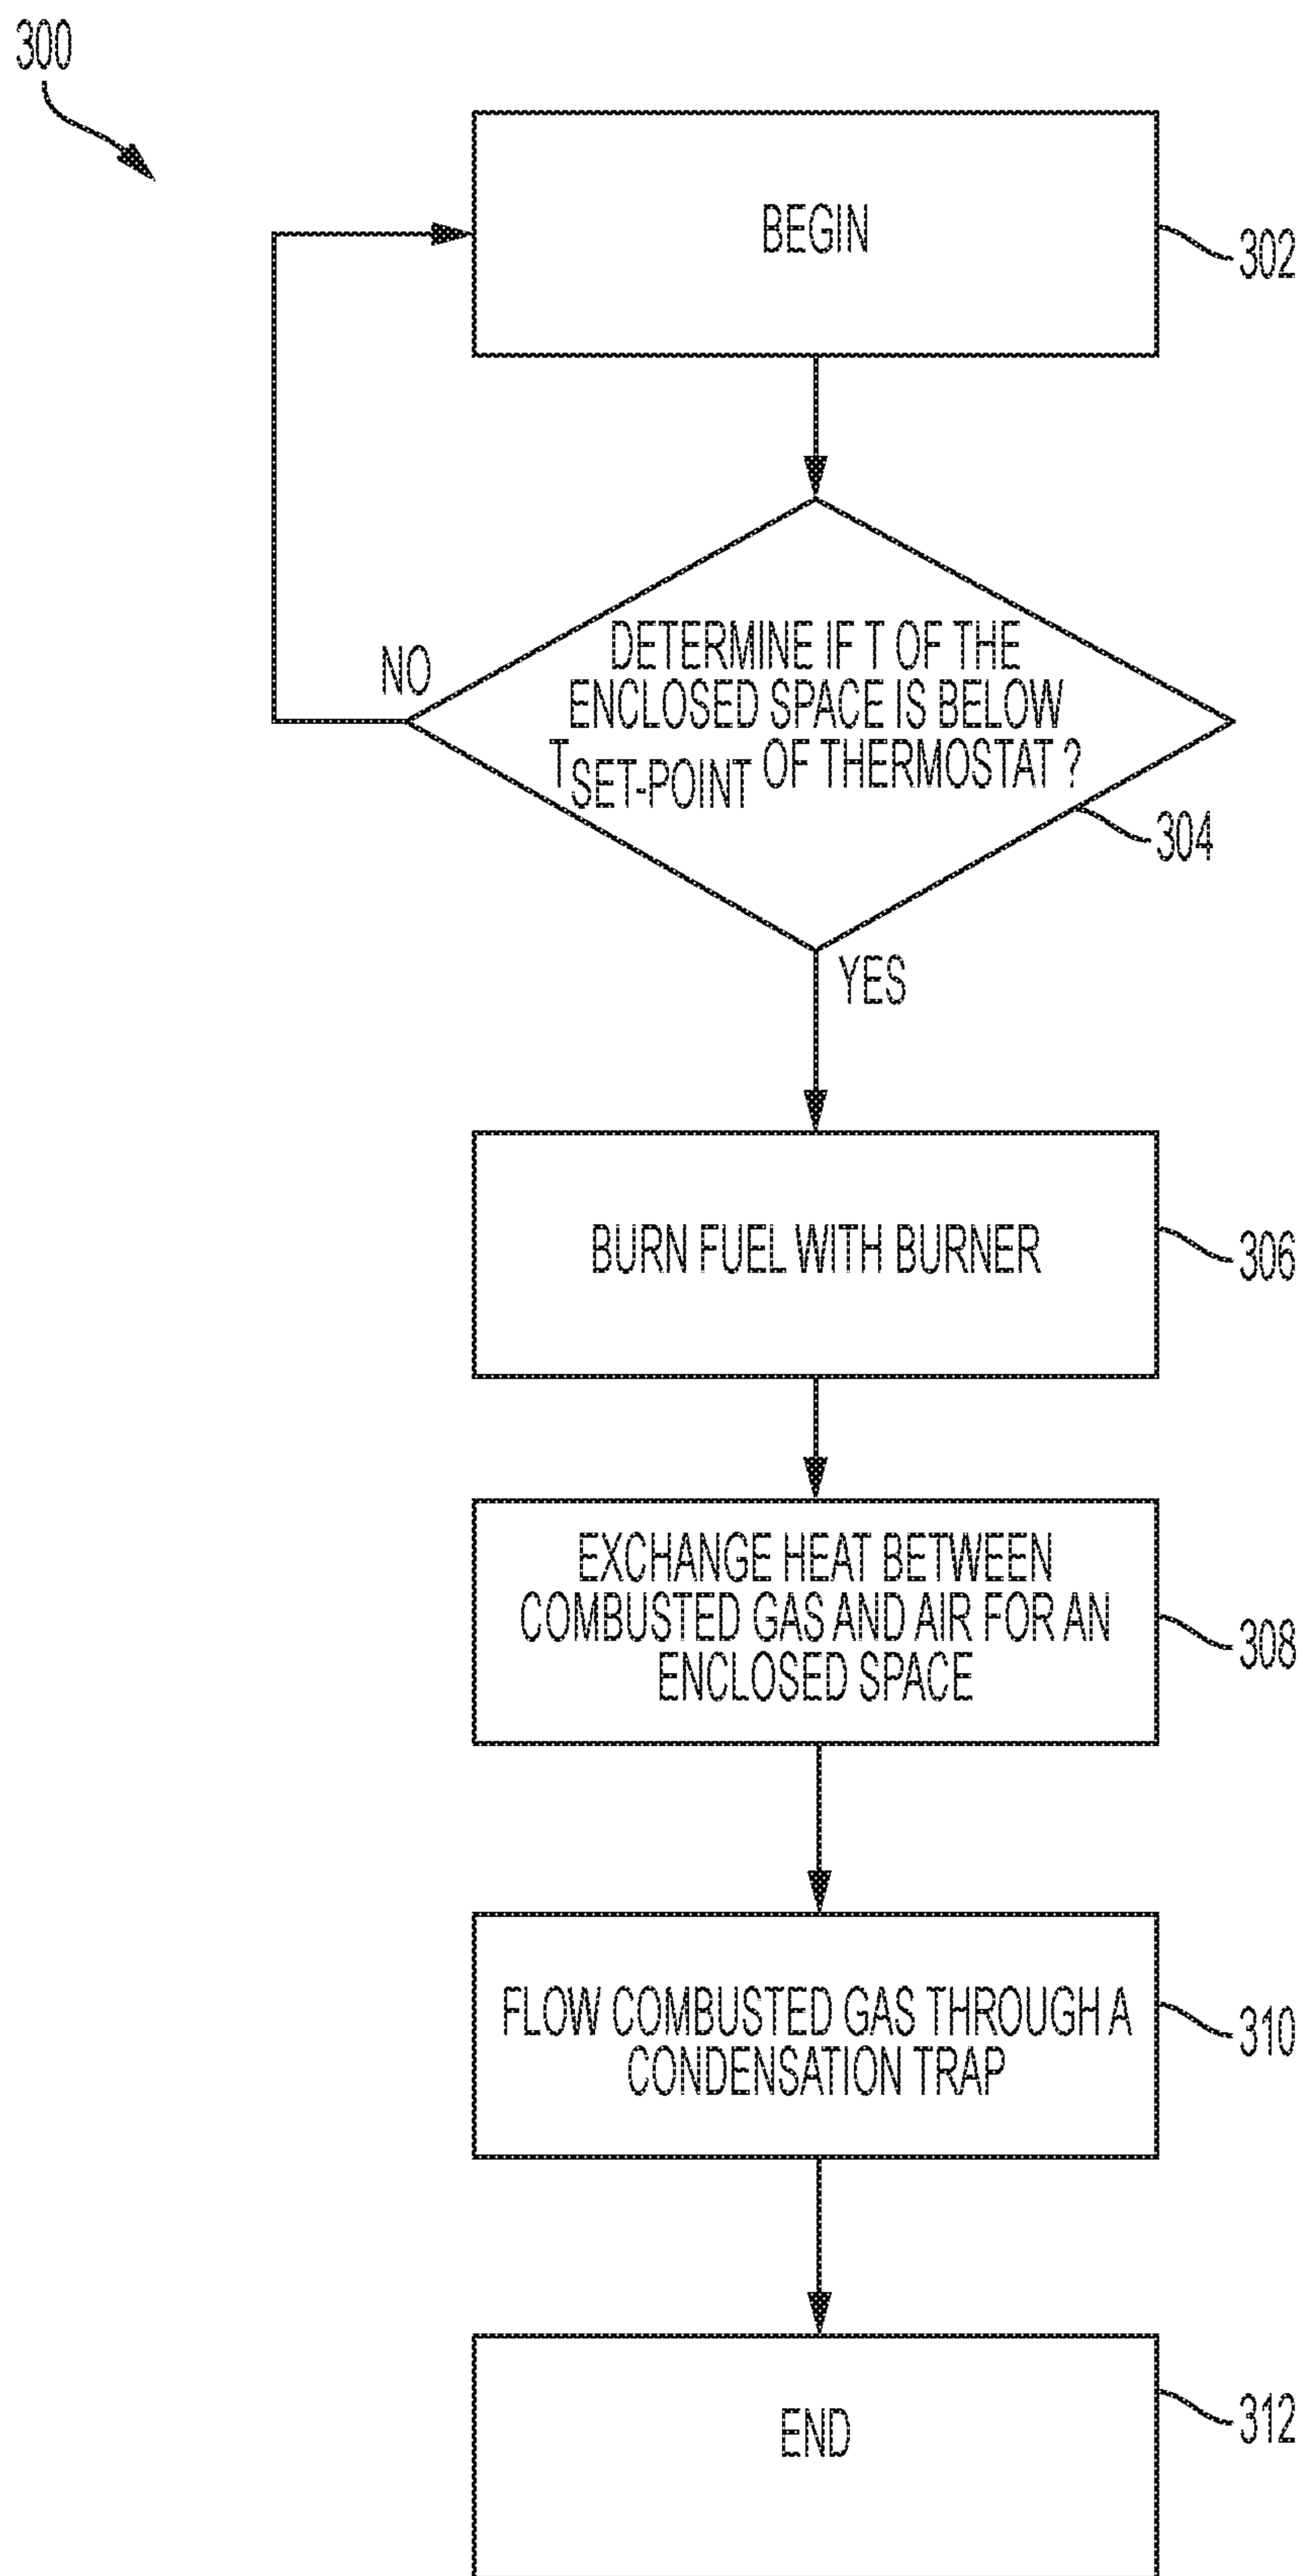 300
BEGIN
302
DETERMINE IF T OF THE
ENCLOSED SPACE IS BELOW
TSET-POINT OF THERMOSTAT ?
304
NO
YES
BURN FUEL WITH BURNER
306
EXCHANGE HEAT BETWEEN
COMBUSTED GAS AND AIR FOR AN
ENCLOSED SPACE
308
FLOW COMBUSTED GAS THROUGH A
CONDENSATION TRAP
310
END
312